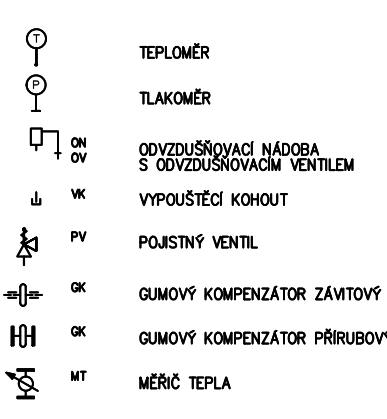 T TEPLOMĚR
P TLAKOMĚR
ON ODVZDUŠŇOVACÍ NÁDOBA
OV S ODVZDUŠŇOVACÍM VENTILEM
VK VYPOUŠTĚCÍ KOHOUT
PV POJISTNÝ VENTIL
GK GUMOVÝ KOMPENZÁTOR ZÁVITOVÝ
GK GUMOVÝ KOMPENZÁTOR PŘÍRUBOVÝ
MT MĚŘIČ TEPLA